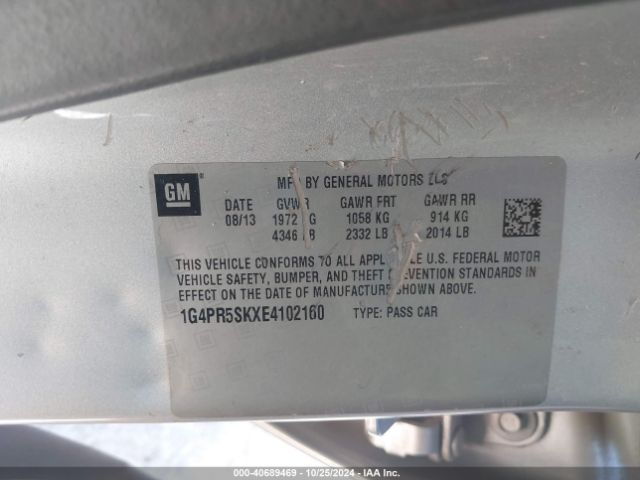 GM
MFD BY GENERAL MOTORS LLC
DATE GVWR GAWR FRT GAWR RR
08/13 1972 KG 1058 KG 914 KG
4346 LB 2332 LB 2014 LB
THIS VEHICLE CONFORMS TO ALL APPLICABLE U.S. FEDERAL MOTOR
VEHICLE SAFETY, BUMPER, AND THEFT PREVENTION STANDARDS IN
EFFECT ON THE DATE OF MANUFACTURE SHOWN ABOVE.
1G4PR5SKXE4102160 TYPE: PASS CAR
000-40689469 • 10/25/2024 • IAA Inc.